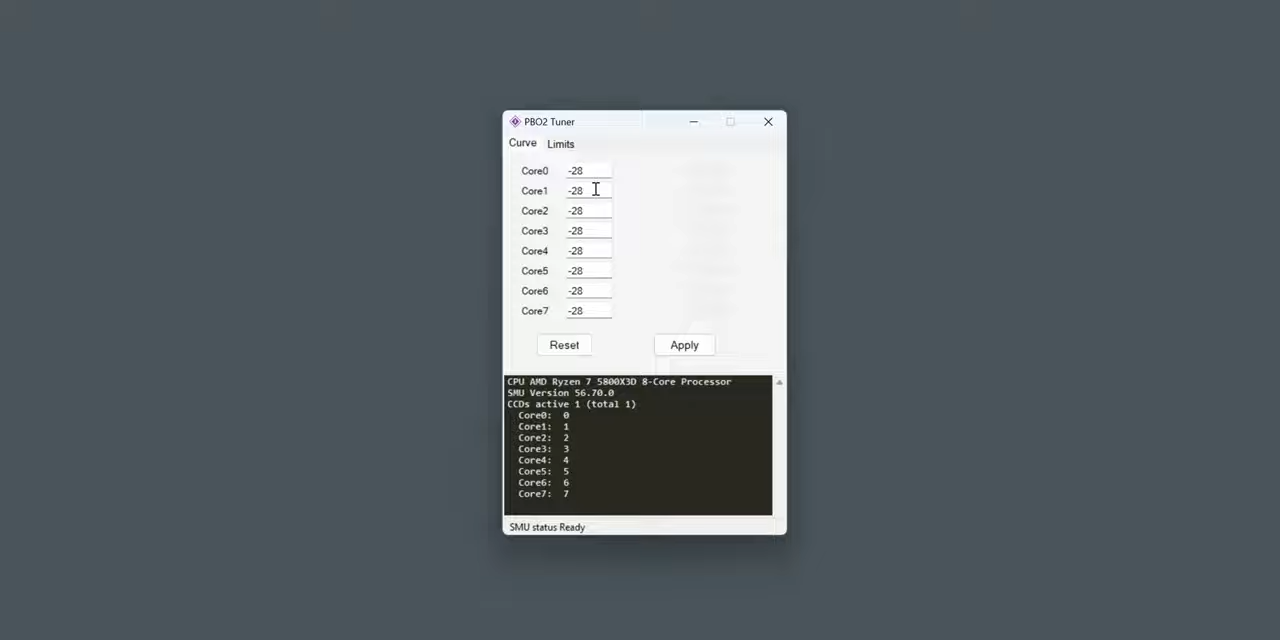 PBO2 Tuner
Curve Limits
Core0 -28
Core1 -28
Core2 -28
Core3 -28
Core4 -28
Core5 -28
Core6 -28
Core7 -28
Reset Apply
CPU AMD Ryzen 7 5800X3D 8-Core Processor
SMU Version 56.70.0
CCDs active 1 (total 1)
Core0: 0
Core1: 1
Core2: 2
Core3: 3
Core4: 4
Core5: 5
Core6: 6
Core7: 7
SMU status Ready